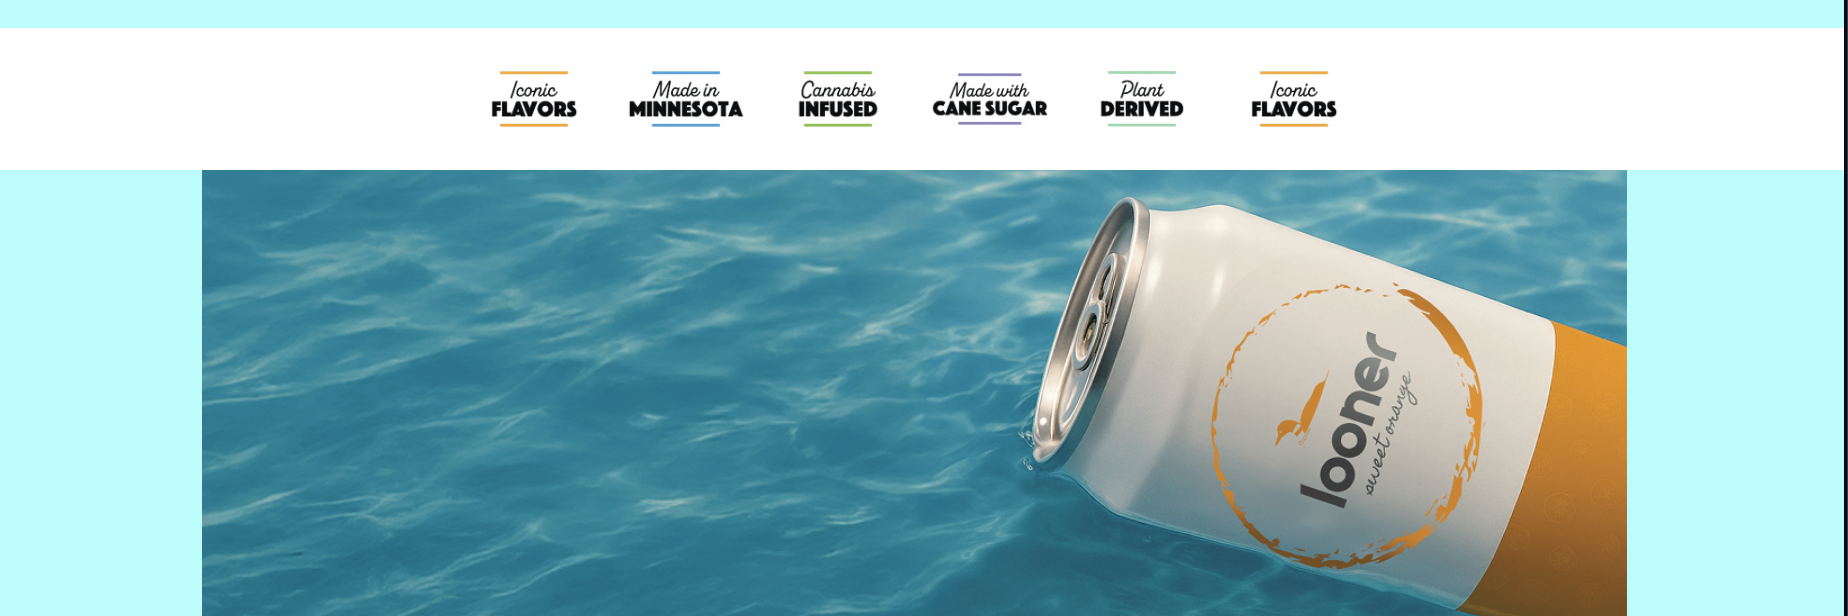 Iconic
FLAVORS
Made in
MINNESOTA
Cannabis
INFUSED
Made with
CANE SUGAR
Plant
DERIVED
Iconic
FLAVORS
looner
sweet orange